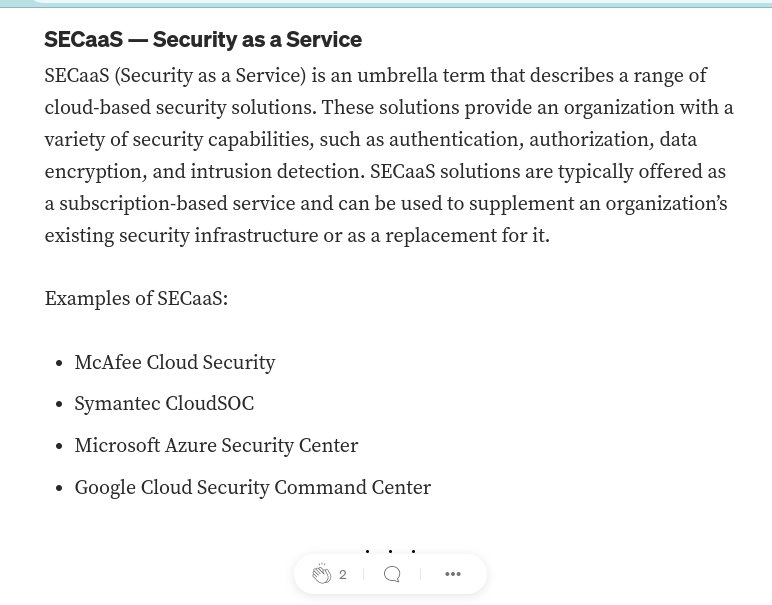 SECaaS — Security as a Service
SECaaS (Security as a Service) is an umbrella term that describes a range of
cloud-based security solutions. These solutions provide an organization with a
variety of security capabilities, such as authentication, authorization, data
encryption, and intrusion detection. SECaaS solutions are typically offered as
a subscription-based service and can be used to supplement an organization’s
existing security infrastructure or as a replacement for it.
Examples of SECaaS:
• McAfee Cloud Security
• Symantec CloudSOC
• Microsoft Azure Security Center
• Google Cloud Security Command Center
. . .
2